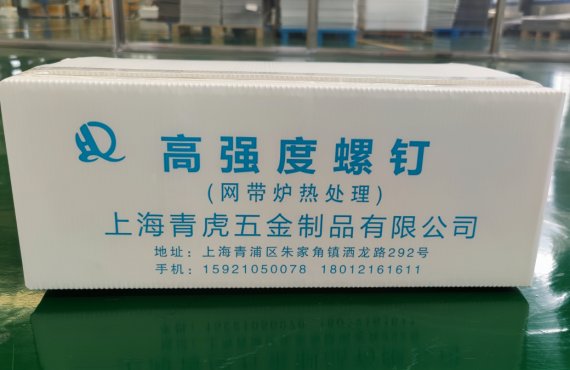 高强度螺钉
(网带炉热处理)
上海青虎五金制品有限公司
地址：上海青浦区朱家角镇酒龙路292号
手机：15921050078 18012161611